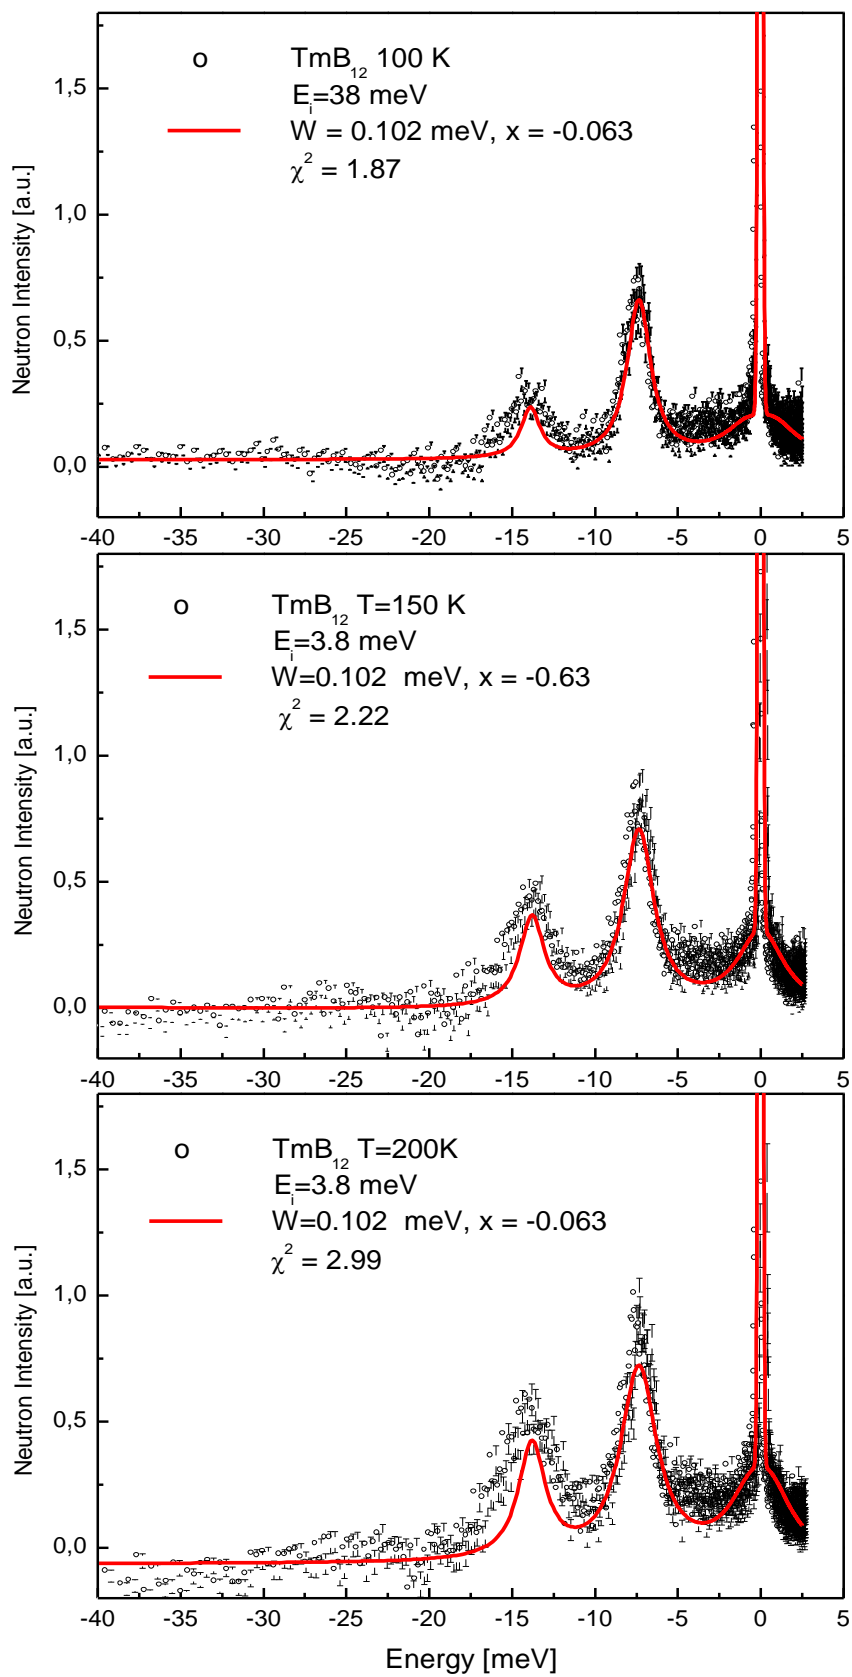 TmB12 100 K
Ei=38 meV
W = 0.102 meV, x = -0.063
χ2 = 1.87
Neutron Intensity [a.u.]
1,5
1,0
0,5
0,0
-40 -35 -30 -25 -20 -15 -10 -5 0 5
TmB12 T=150 K
Ei=3.8 meV
W=0.102 meV, x = -0.63
χ2 = 2.22
Neutron Intensity [a.u.]
1,5
1,0
0,5
0,0
-40 -35 -30 -25 -20 -15 -10 -5 0 5
TmB12 T=200K
Ei=3.8 meV
W=0.102 meV, x = -0.063
χ2 = 2.99
Neutron Intensity [a.u.]
1,5
1,0
0,5
0,0
-40 -35 -30 -25 -20 -15 -10 -5 0 5
Energy [meV]